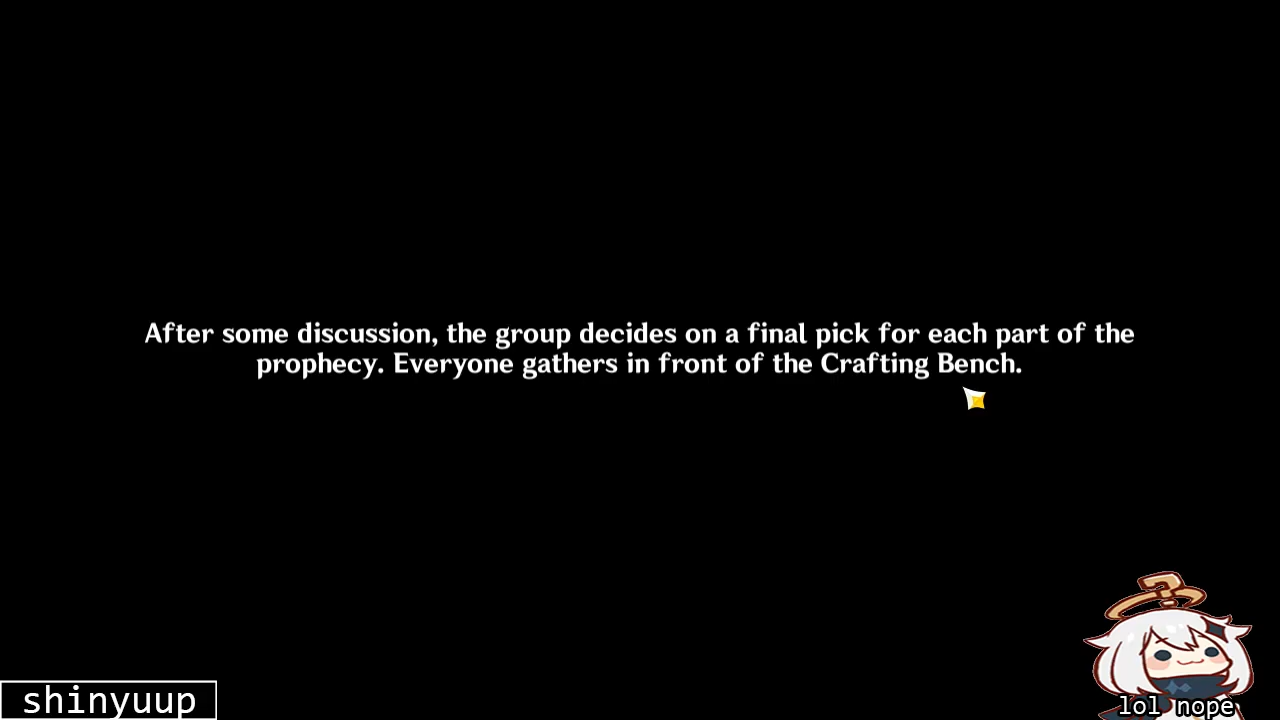 After some discussion, the group decides on a final pick for each part of the
prophecy. Everyone gathers in front of the Crafting Bench.
shinyuup
lol nope